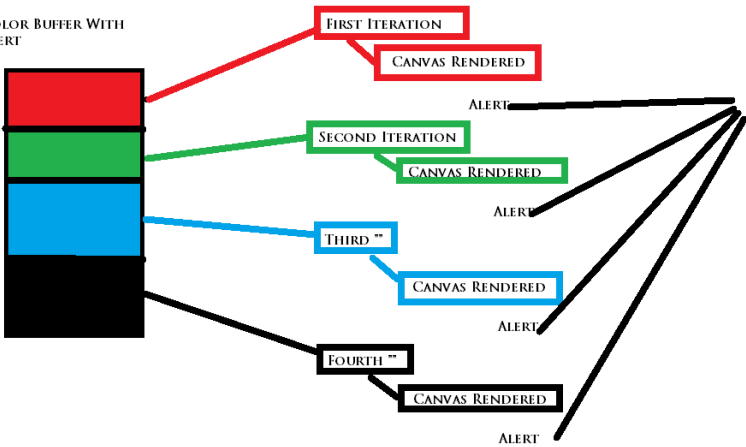 OLOR BUFFER WITH
ERT
FIRST ITERATION
CANVAS RENDERED
ALERT
SECOND ITERATION
CANVAS RENDERED
ALERT
THIRD ""
CANVAS RENDERED
ALERT
FOURTH ""
CANVAS RENDERED
ALERT